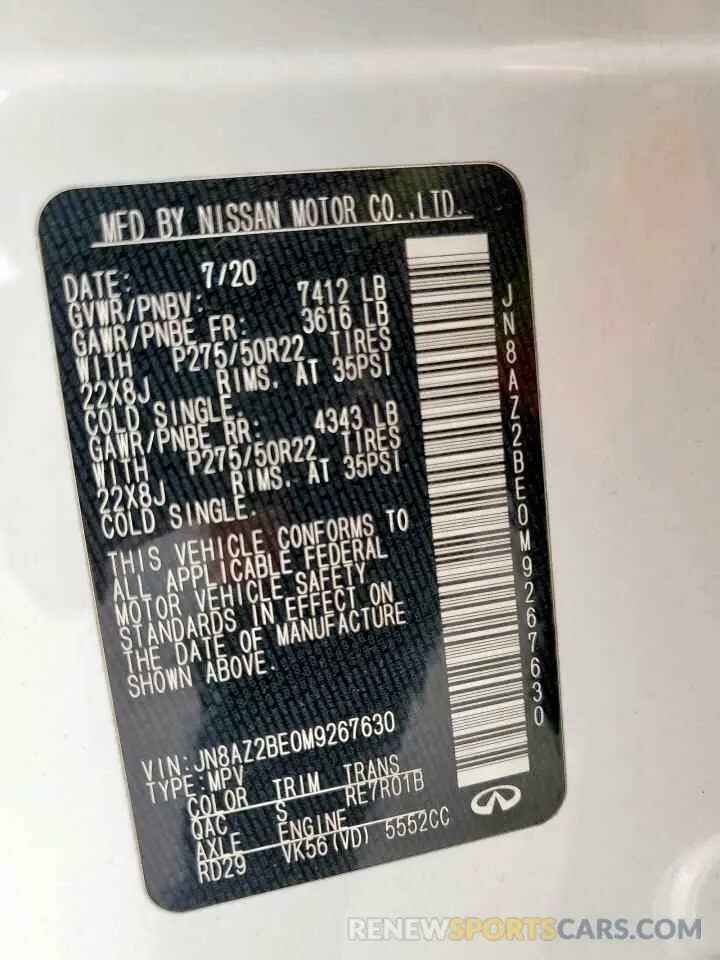 MFD BY NISSAN MOTOR CO.,LTD.
DATE: 7/20
GVWR/PNBV: 7412 LB
GAWR/PNBE FR: 3616 LB
WITH P275/50R22 TIRES
22X8J RIMS. AT 35PSI
COLD SINGLE.
GAWR/PNBE RR: 4343 LB
WITH P275/50R22 TIRES
22X8J RIMS. AT 35PSI
COLD SINGLE.
THIS VEHICLE CONFORMS TO
ALL APPLICABLE FEDERAL
MOTOR VEHICLE SAFETY
STANDARDS IN EFFECT ON
THE DATE OF MANUFACTURE
SHOWN ABOVE.
VIN:JN8AZ2BE0M9267630
TYPE:MPV
COLOR TRIM TRANS
QAC S RE7R01B
AXLE ENGINE
RD29 VK56(VD) 5552CC
JN8AZ2BE0M9267630
RENEWSPORTSCARS.COM